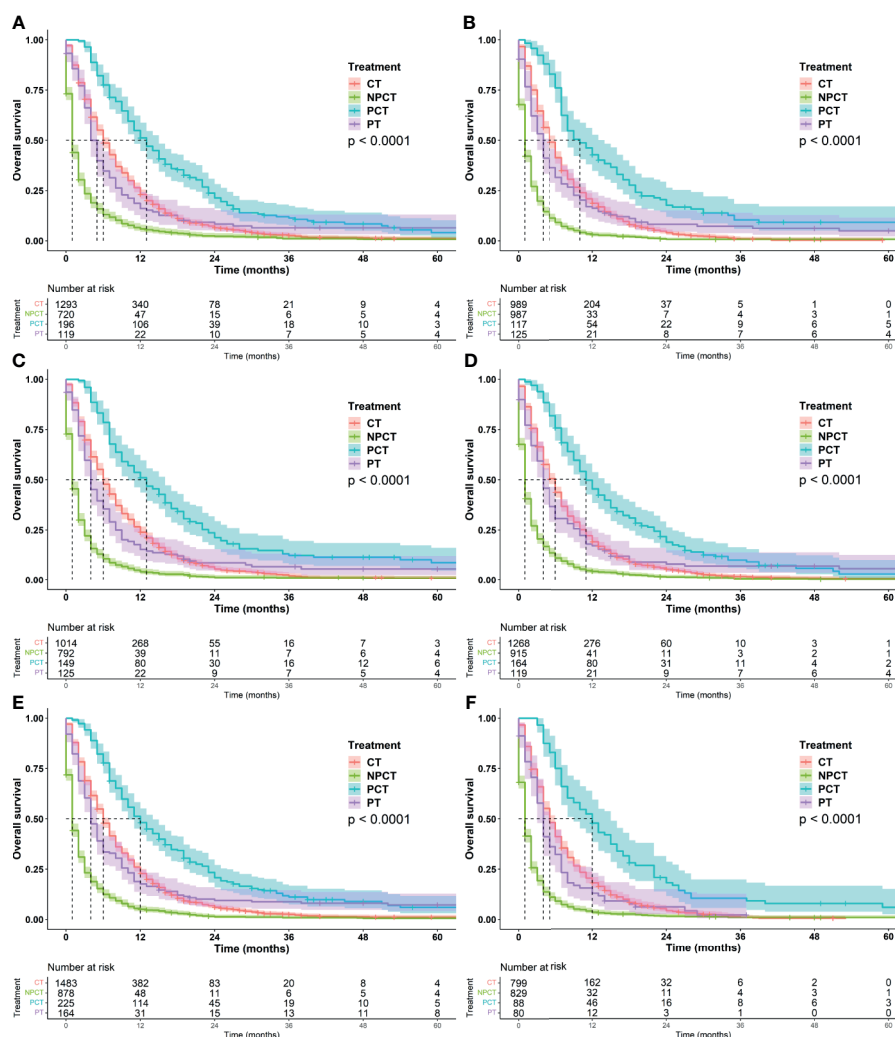 A
Overall survival
1.00
0.75
0.50
0.25
0.00
Treatment
CT
NPCT
PCT
PT
p < 0.0001
0 12 24 36 48 60
Time (months)
Number at risk
Treatment
CT 1293 340 78 21 9 4
NPCT 720 47 15 6 5 4
PCT 196 106 39 18 10 3
PT 119 22 10 7 5 4
0 12 24 36 48 60
Time (months)
B
Overall survival
1.00
0.75
0.50
0.25
0.00
Treatment
CT
NPCT
PCT
PT
p < 0.0001
0 12 24 36 48 60
Time (months)
Number at risk
Treatment
CT 989 204 37 5 1 0
NPCT 987 33 7 4 3 1
PCT 117 54 22 9 6 5
PT 125 21 8 7 6 4
0 12 24 36 48 60
Time (months)
C
Overall survival
1.00
0.75
0.50
0.25
0.00
Treatment
CT
NPCT
PCT
PT
p < 0.0001
0 12 24 36 48 60
Time (months)
Number at risk
Treatment
CT 1014 268 55 16 7 3
NPCT 792 39 11 7 6 4
PCT 149 80 30 16 12 6
PT 125 22 9 7 5 4
0 12 24 36 48 60
Time (months)
D
Overall survival
1.00
0.75
0.50
0.25
0.00
Treatment
CT
NPCT
PCT
PT
p < 0.0001
0 12 24 36 48 60
Time (months)
Number at risk
Treatment
CT 1268 276 60 10 3 1
NPCT 915 41 11 3 2 1
PCT 164 80 31 11 4 2
PT 119 21 9 7 6 4
0 12 24 36 48 60
Time (months)
E
Overall survival
1.00
0.75
0.50
0.25
0.00
Treatment
CT
NPCT
PCT
PT
p < 0.0001
0 12 24 36 48 60
Time (months)
Number at risk
Treatment
CT 1483 382 83 20 8 4
NPCT 878 48 11 6 5 4
PCT 225 114 45 19 10 5
PT 164 31 15 13 11 8
0 12 24 36 48 60
Time (months)
F
Overall survival
1.00
0.75
0.50
0.25
0.00
Treatment
CT
NPCT
PCT
PT
p < 0.0001
0 12 24 36 48 60
Time (months)
Number at risk
Treatment
CT 799 162 32 6 2 0
NPCT 829 32 11 4 3 1
PCT 88 46 16 8 6 3
PT 80 12 3 1 0 0
0 12 24 36 48 60
Time (months)